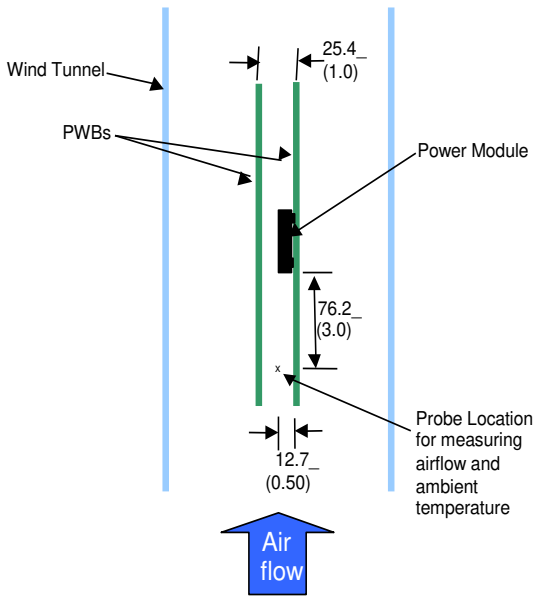 25.4_
(1.0)
Wind Tunnel
PWBs
Power Module
76.2_
(3.0)
x
Probe Location
for measuring
airflow and
ambient
temperature
12.7_
(0.50)
Air
flow